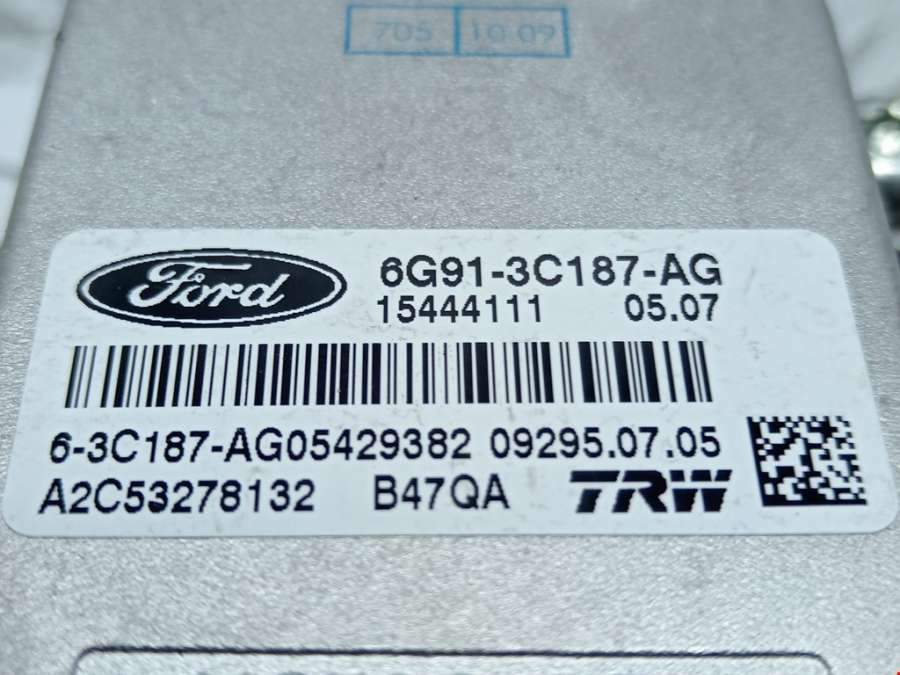 705 10 09
Ford
6G91-3C187-AG
15444111 05.07
6-3C187-AG05429382 09295.07.05
A2C53278132 B47QA TRW